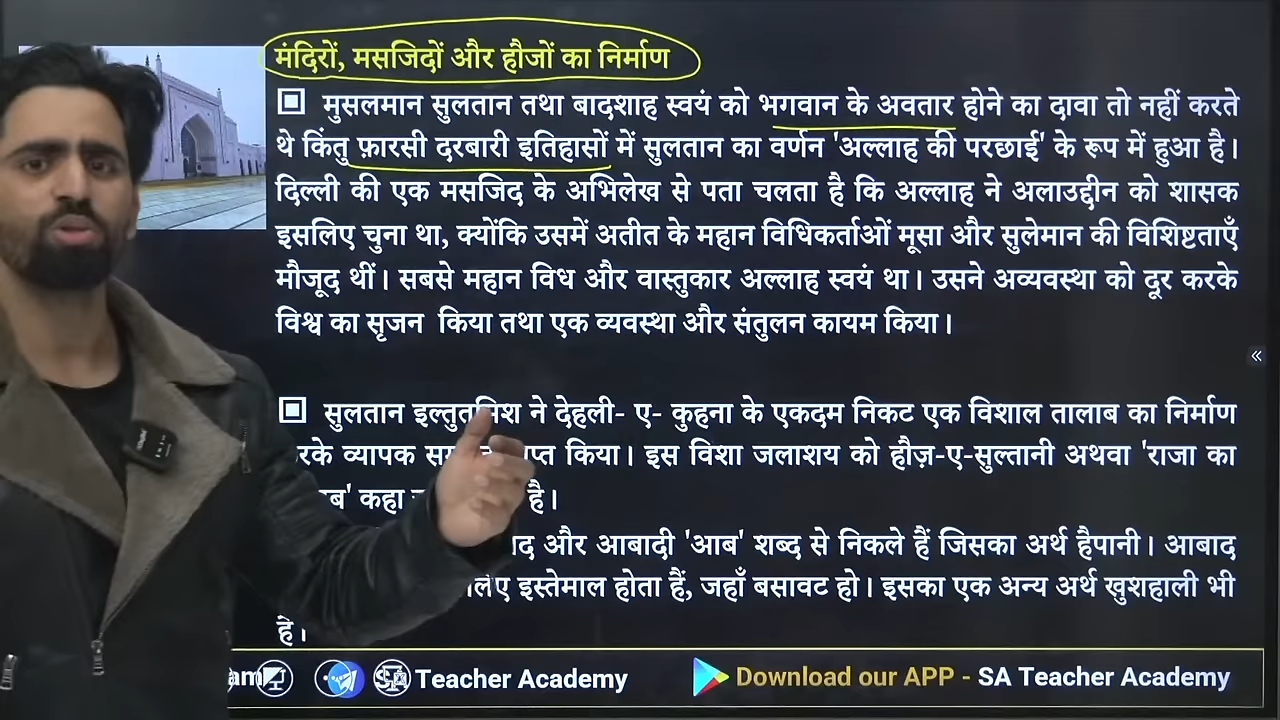 मंदिरों, मसजिदों और हौजों का निर्माण
मुसलमान सुलतान तथा बादशाह स्वयं को भगवान के अवतार होने का दावा तो नहीं करते
थे किंतु फ़ारसी दरबारी इतिहासों में सुलतान का वर्णन 'अल्लाह की परछाई' के रूप में हुआ है।
दिल्ली की एक मसजिद के अभिलेख से पता चलता है कि अल्लाह ने अलाउद्दीन को शासक
इसलिए चुना था, क्योंकि उसमें अतीत के महान विधिकर्ताओं मूसा और सुलेमान की विशिष्टताएँ
मौजूद थीं। सबसे महान विध और वास्तुकार अल्लाह स्वयं था। उसने अव्यवस्था को दूर करके
विश्व का सृजन किया तथा एक व्यवस्था और संतुलन कायम किया।
सुलतान इल्तुतमिश ने देहली- ए- कुहना के एकदम निकट एक विशाल तालाब का निर्माण
व्यापक किया। इस विशा जलाशय को हौज़-ए-सुल्तानी अथवा 'राजा का
कहा है।
और आबादी 'आब' शब्द से निकले हैं जिसका अर्थ हैपानी। आबाद
इस्तेमाल होता हैं, जहाँ बसावट हो। इसका एक अन्य अर्थ खुशहाली भी
है।
Teacher Academy Download our APP - SA Teacher Academy